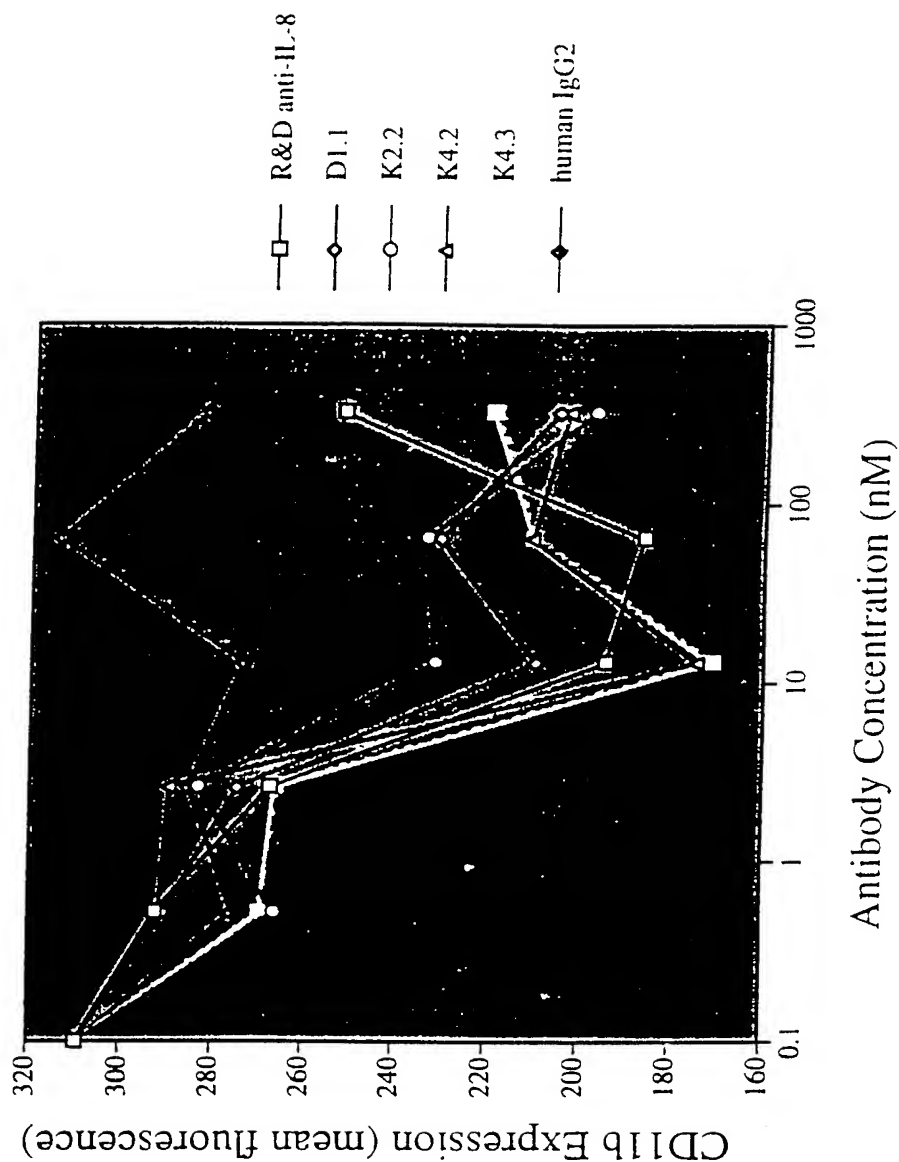 CD11b Expression (mean fluorescence)
320
300
280
260
240
220
200
180
160
0.1
1
10
100
1000
Antibody Concentration (nM)
R&D anti-IL-8
D1.1
K2.2
K4.2
K4.3
human IgG2